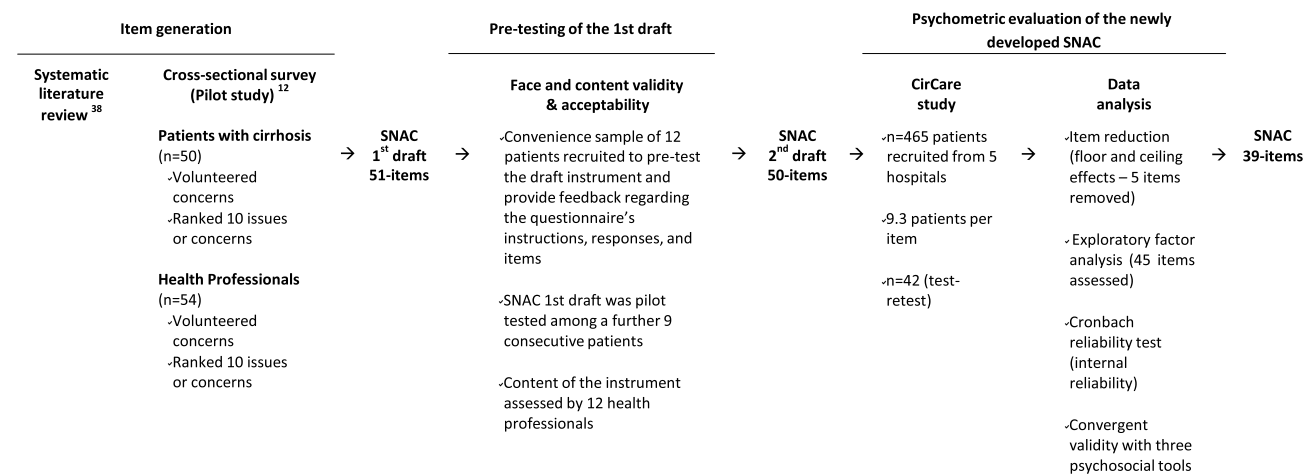 Item generation
Systematic
literature
review 38
Cross-sectional survey
(Pilot study) 12
Patients with cirrhosis
(n=50)
✓Volunteered
concerns
✓Ranked 10 issues
or concerns
Health Professionals
(n=54)
✓Volunteered
concerns
✓Ranked 10 issues
or concerns
→
SNAC
1st draft
51-items
→
Pre-testing of the 1st draft
Face and content validity
& acceptability
✓Convenience sample of 12
patients recruited to pre-test
the draft instrument and
provide feedback regarding
the questionnaire’s
instructions, responses, and
items
✓SNAC 1st draft was pilot
tested among a further 9
consecutive patients
✓Content of the instrument
assessed by 12 health
professionals
→
SNAC
2nd draft
50-items
→
Psychometric evaluation of the newly
developed SNAC
CirCare
study
✓n=465 patients
recruited from 5
hospitals
✓9.3 patients per
item
✓n=42 (test-
retest)
→
Data
analysis
✓Item reduction
(floor and ceiling
effects – 5 items
removed)
✓Exploratory factor
analysis (45 items
assessed)
✓Cronbach
reliability test
(internal
reliability)
✓Convergent
validity with three
psychosocial tools
→
SNAC
39-items